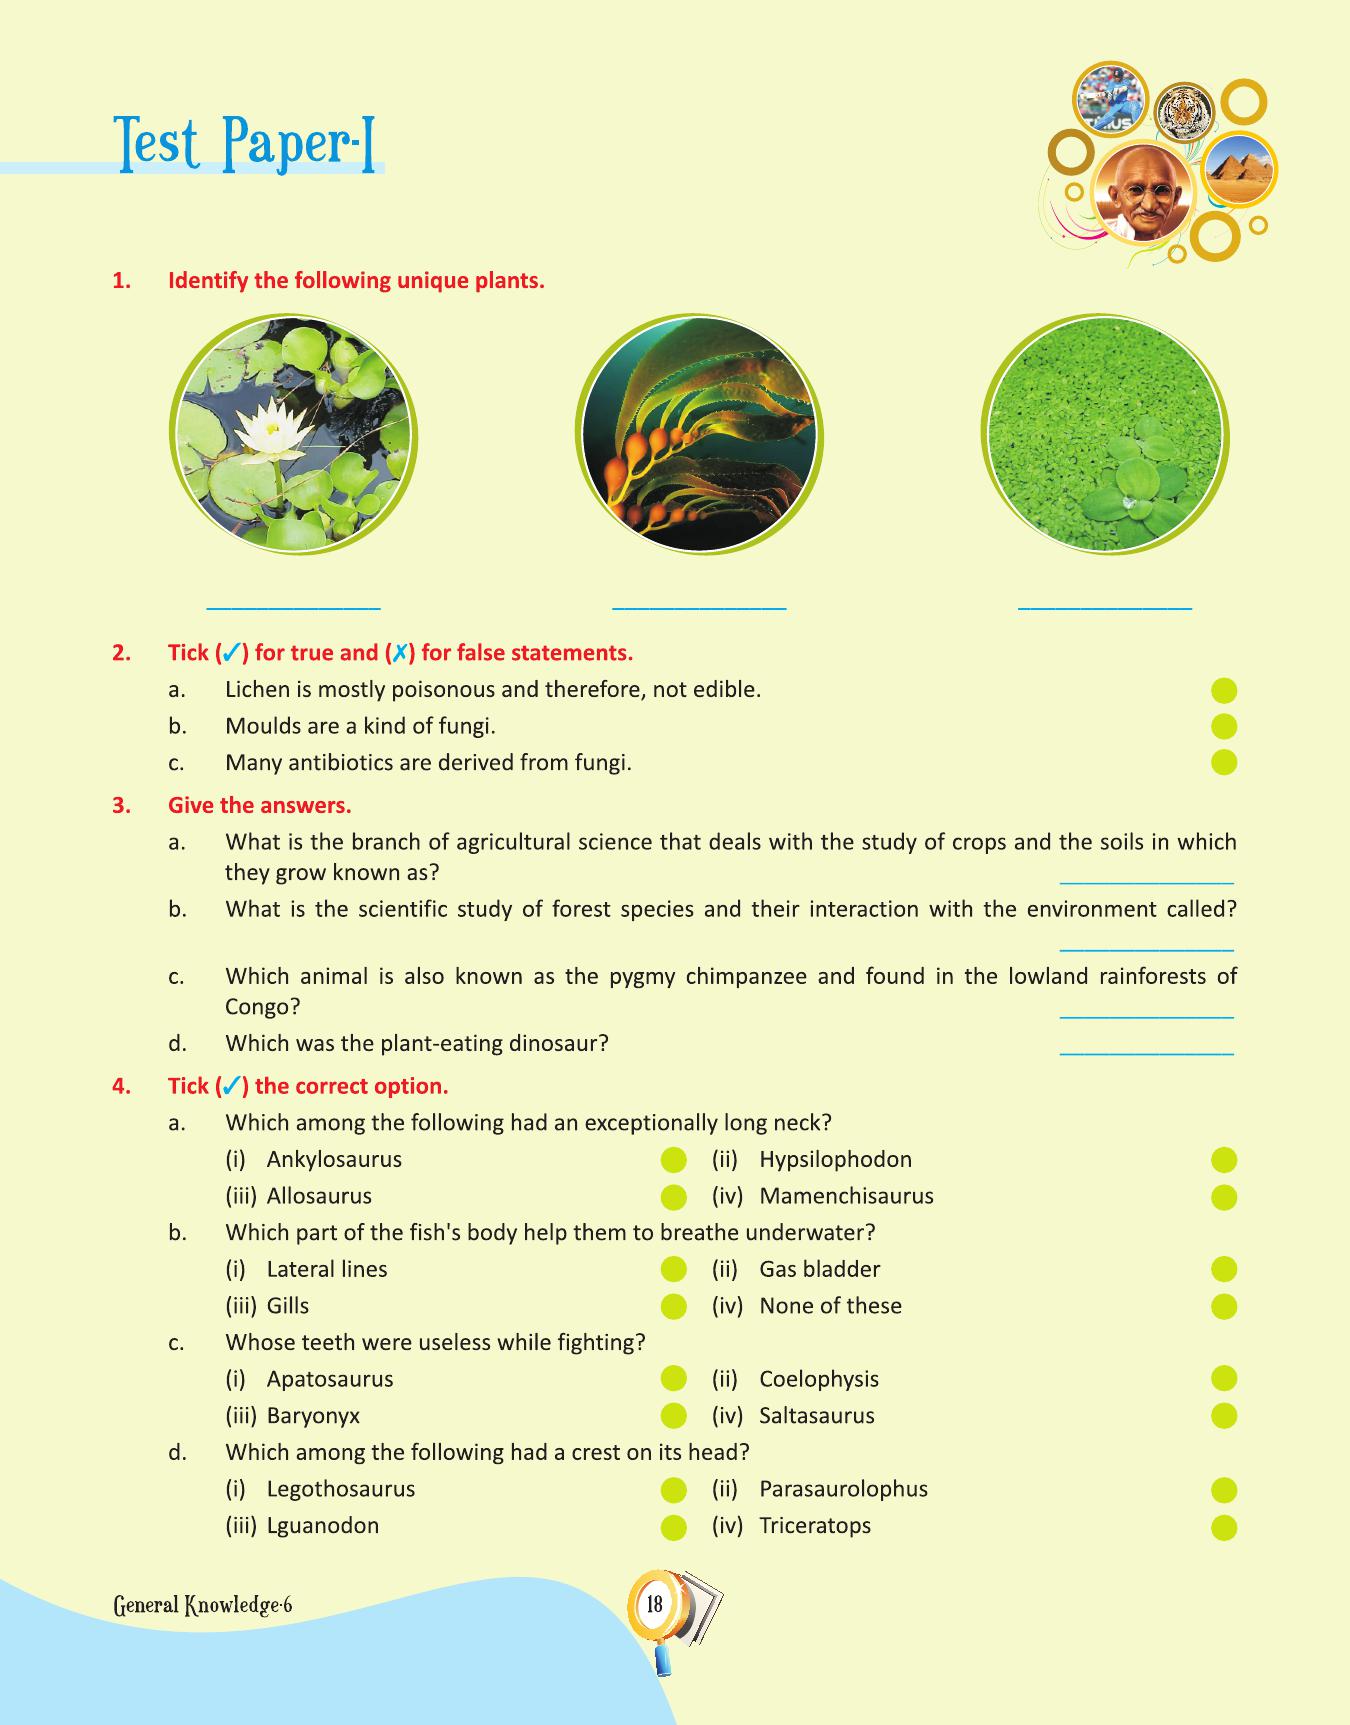 Test Paper-I
1. Identify the following unique plants.
______________ ______________ ______________
2. Tick (✓) for true and (✗) for false statements.
a. Lichen is mostly poisonous and therefore, not edible.
b. Moulds are a kind of fungi.
c. Many antibiotics are derived from fungi.
3. Give the answers.
a. What is the branch of agricultural science that deals with the study of crops and the soils in which
they grow known as? ______________
b. What is the scientific study of forest species and their interaction with the environment called?
______________
c. Which animal is also known as the pygmy chimpanzee and found in the lowland rainforests of
Congo? ______________
d. Which was the plant-eating dinosaur? ______________
4. Tick (✓) the correct option.
a. Which among the following had an exceptionally long neck?
(i) Ankylosaurus (ii) Hypsilophodon
(iii) Allosaurus (iv) Mamenchisaurus
b. Which part of the fish's body help them to breathe underwater?
(i) Lateral lines (ii) Gas bladder
(iii) Gills (iv) None of these
c. Whose teeth were useless while fighting?
(i) Apatosaurus (ii) Coelophysis
(iii) Baryonyx (iv) Saltasaurus
d. Which among the following had a crest on its head?
(i) Legothosaurus (ii) Parasaurolophus
(iii) Lguanodon (iv) Triceratops
General Knowledge-6
18